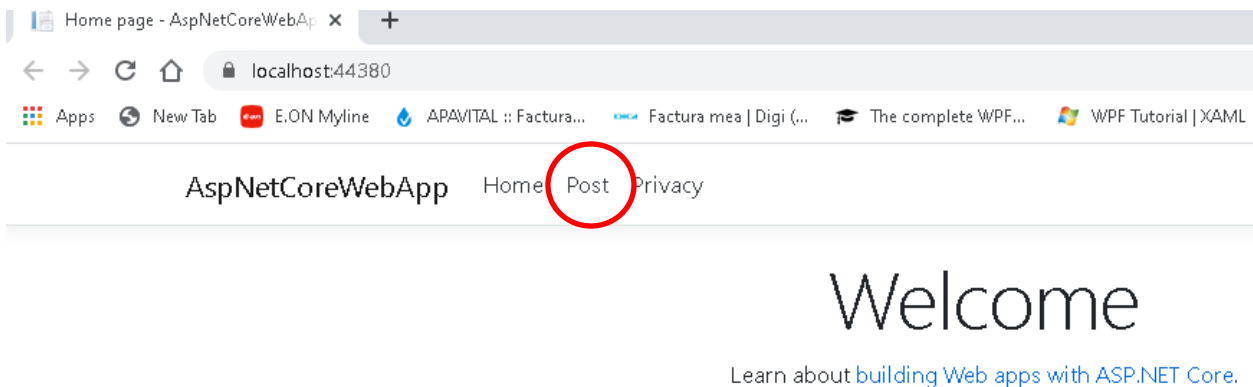 Home page - AspNetCoreWebAp
localhost:44380
Apps New Tab E.ON Myline APAVITAL :: Factura... Factura mea | Digi (... The complete WPF... WPF Tutorial | XAML
AspNetCoreWebApp Home Post Privacy
Welcome
Learn about building Web apps with ASP.NET Core.